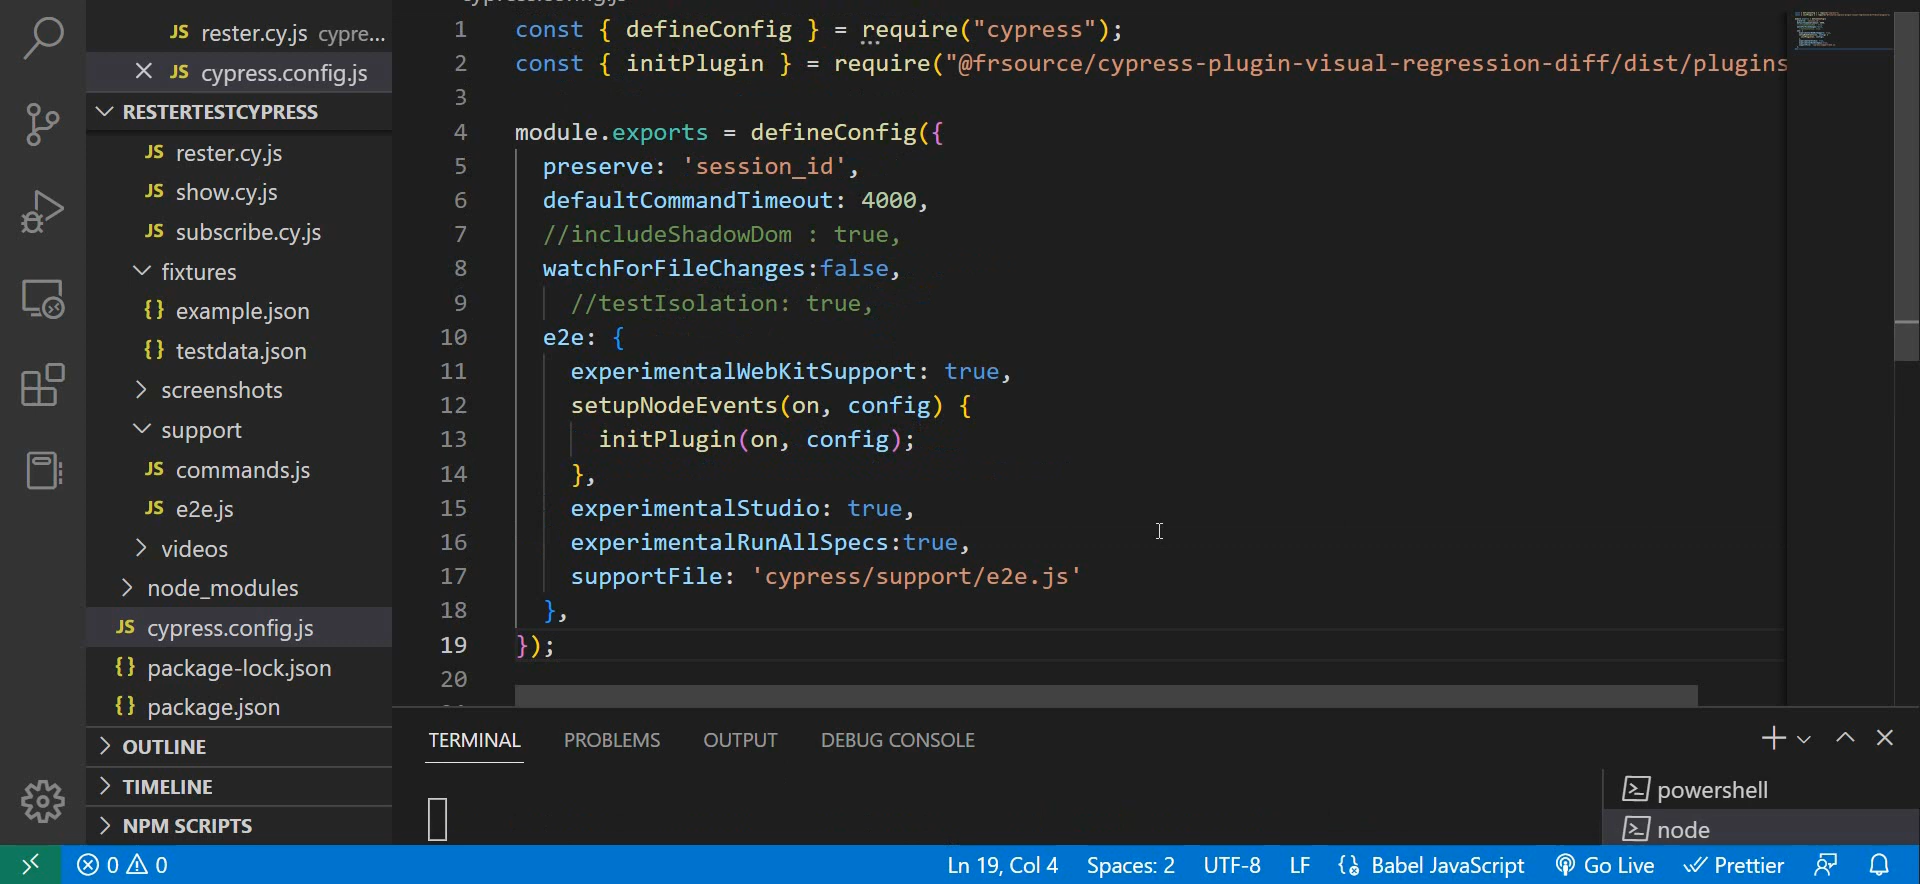 JS rester.cy.js cypre...
JS cypress.config.js
RESTERTESTCYPRESS
JS rester.cy.js
JS show.cy.js
JS subscribe.cy.js
fixtures
{} example.json
{} testdata.json
screenshots
support
JS commands.js
JS e2e.js
videos
node_modules
JS cypress.config.js
{} package-lock.json
{} package.json
OUTLINE
TIMELINE
NPM SCRIPTS
1 const { defineConfig } = require("cypress");
2 const { initPlugin } = require("@frsource/cypress-plugin-visual-regression-diff/dist/plugins
3
4 module.exports = defineConfig({
5 preserve: 'session_id',
6 defaultCommandTimeout: 4000,
7 //includeShadowDom : true,
8 watchForFileChanges:false,
9 //testIsolation: true,
10 e2e: {
11 experimentalWebKitSupport: true,
12 setupNodeEvents(on, config) {
13 initPlugin(on, config);
14 },
15 experimentalStudio: true,
16 experimentalRunAllSpecs:true,
17 supportFile: 'cypress/support/e2e.js'
18 },
19 });
20
TERMINAL PROBLEMS OUTPUT DEBUG CONSOLE
powershell
node
0 0 Ln 19, Col 4 Spaces: 2 UTF-8 LF Babel JavaScript Go Live Prettier